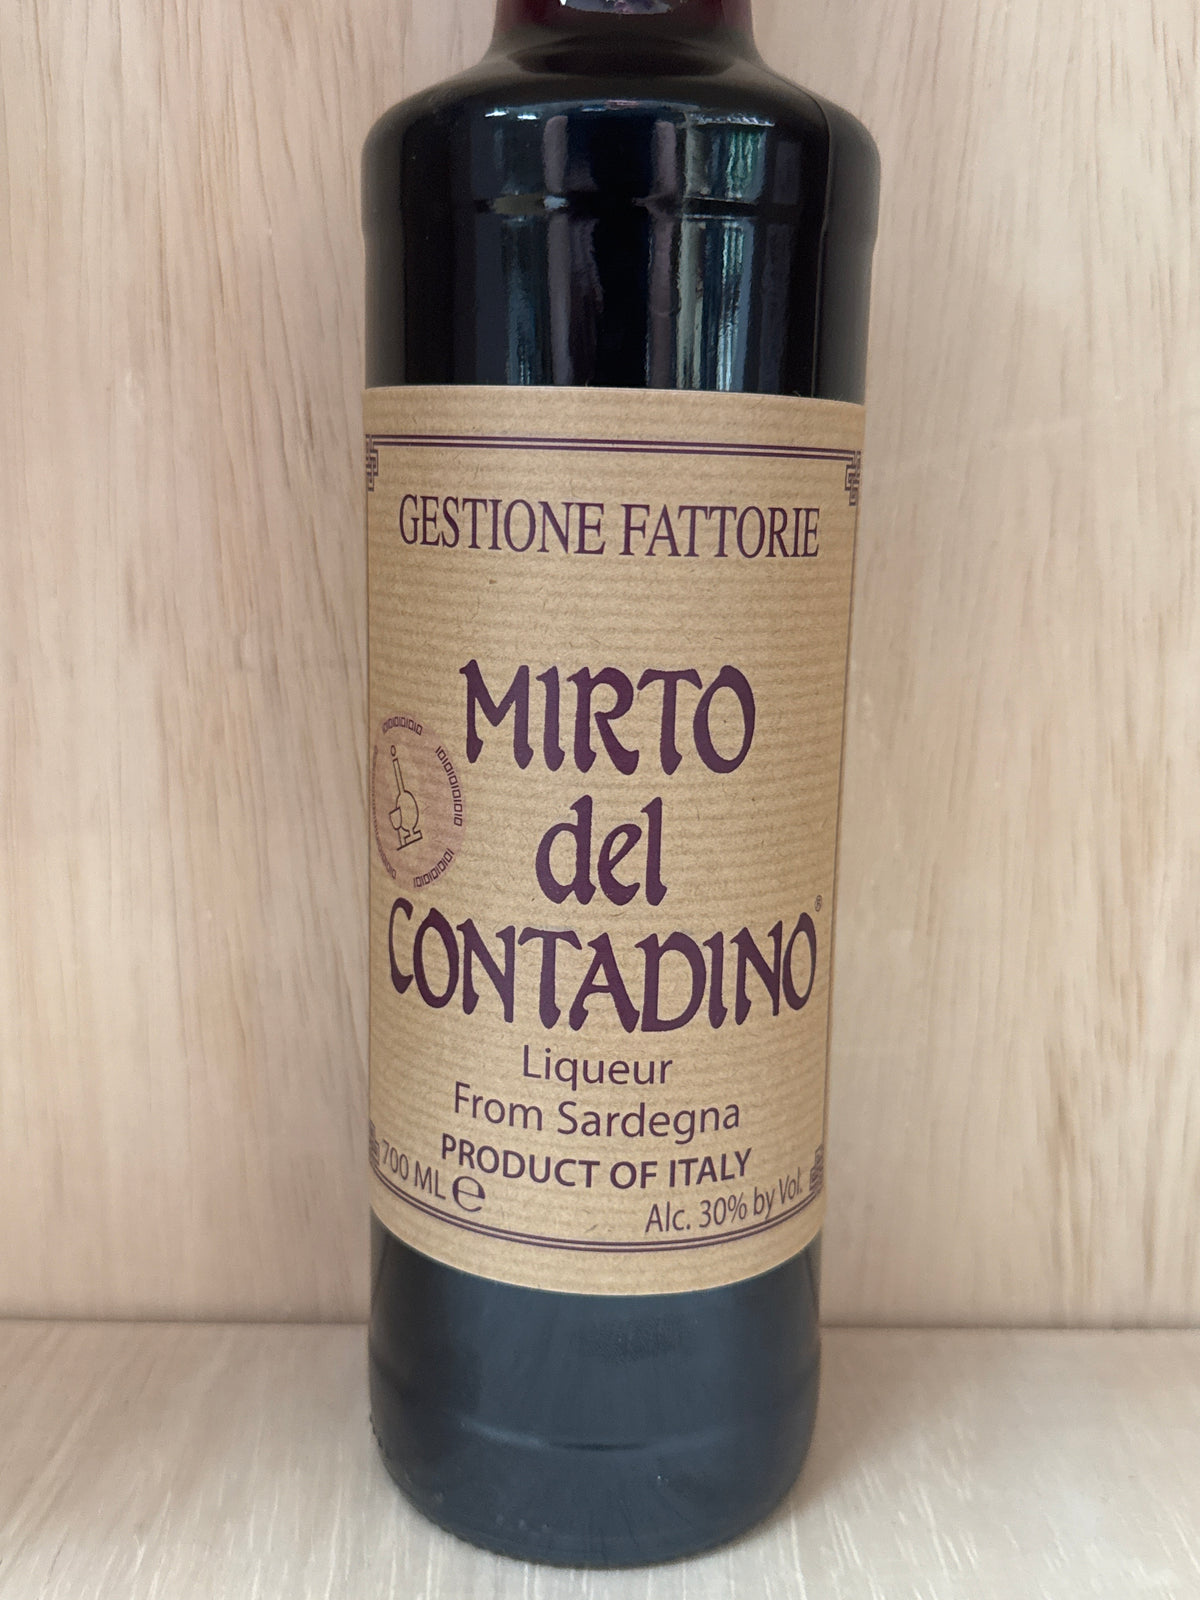 GESTIONE FATTORIE
MIRTO
del
CONTADINO®
Liqueur
From Sardegna
PRODUCT OF ITALY
700 ML ℮
Alc. 30% by Vol.